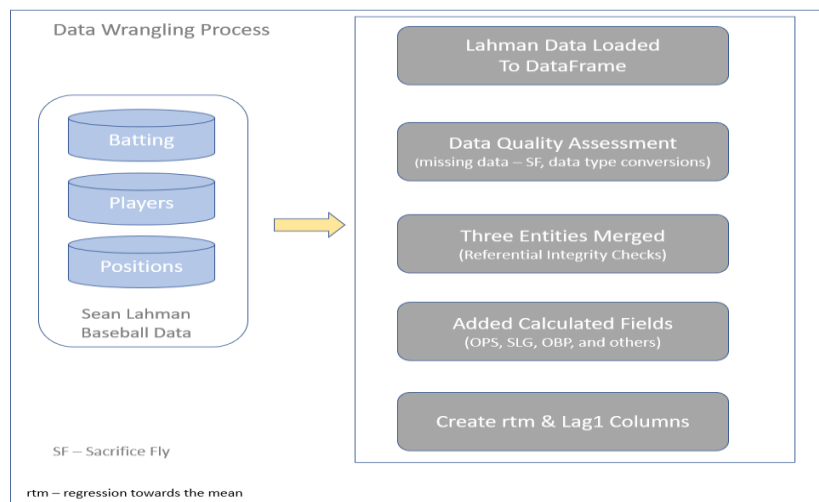 Data Wrangling Process
Batting
Players
Positions
Sean Lahman
Baseball Data
Lahman Data Loaded
To DataFrame
Data Quality Assessment
(missing data – SF, data type conversions)
Three Entities Merged
(Referential Integrity Checks)
Added Calculated Fields
(OPS, SLG, OBP, and others)
Create rtm & Lag1 Columns
SF – Sacrifice Fly
rtm – regression towards the mean